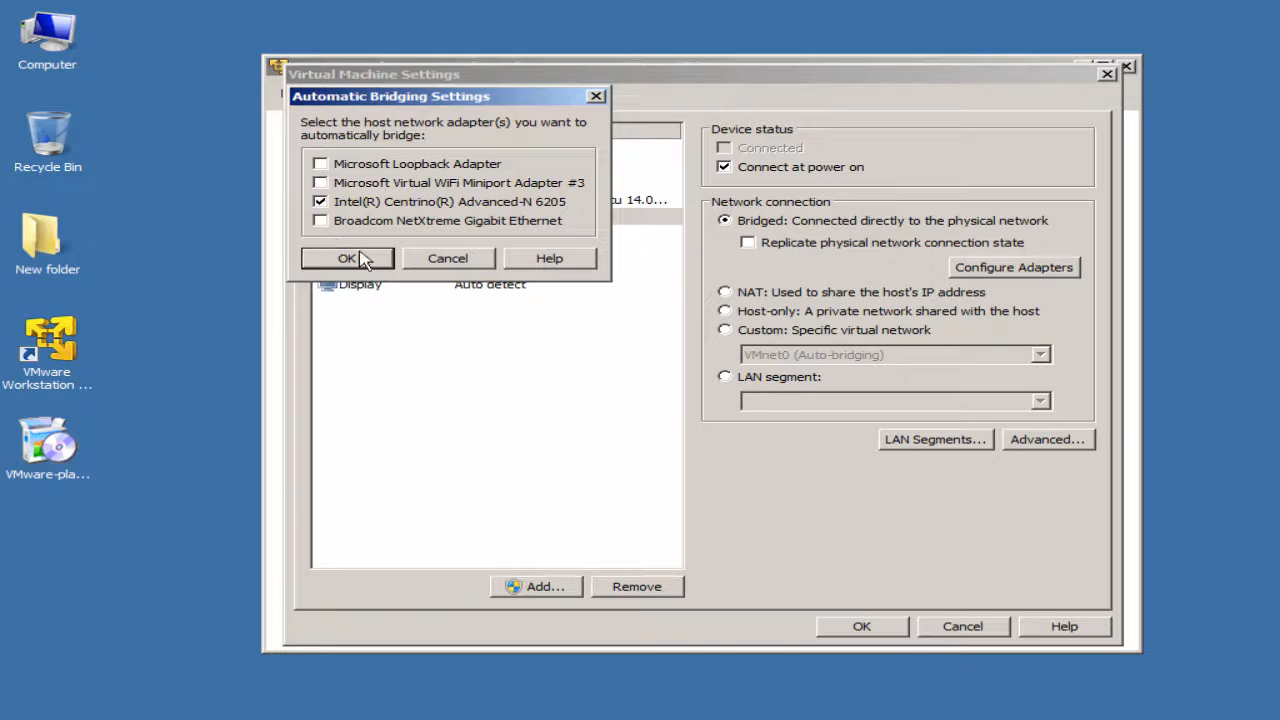 Computer
Recycle Bin
New folder
VMware
Workstation ...
VMware-pla...
Virtual Machine Settings
Automatic Bridging Settings
Select the host network adapter(s) you want to
automatically bridge:
Microsoft Loopback Adapter
Microsoft Virtual WiFi Miniport Adapter #3
Intel(R) Centrino(R) Advanced-N 6205
Broadcom NetXtreme Gigabit Ethernet
OK
Cancel
Help
tu 14.0...
Display
Auto detect
Add...
Remove
Device status
Connected
Connect at power on
Network connection
Bridged: Connected directly to the physical network
Replicate physical network connection state
Configure Adapters
NAT: Used to share the host's IP address
Host-only: A private network shared with the host
Custom: Specific virtual network
VMnet0 (Auto-bridging)
LAN segment:
LAN Segments...
Advanced...
OK
Cancel
Help